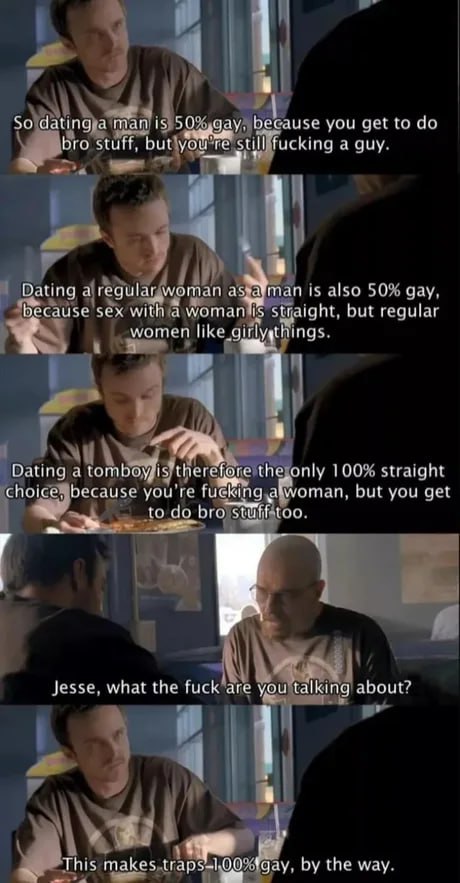 So dating a man is 50% gay, because you get to do
bro stuff, but you're still fucking a guy.
Dating a regular woman as a man is also 50% gay,
because sex with a woman is straight, but regular
women like girly things.
Dating a tomboy is therefore the only 100% straight
choice, because you're fucking a woman, but you get
to do bro stuff too.
Jesse, what the fuck are you talking about?
This makes traps 100% gay, by the way.